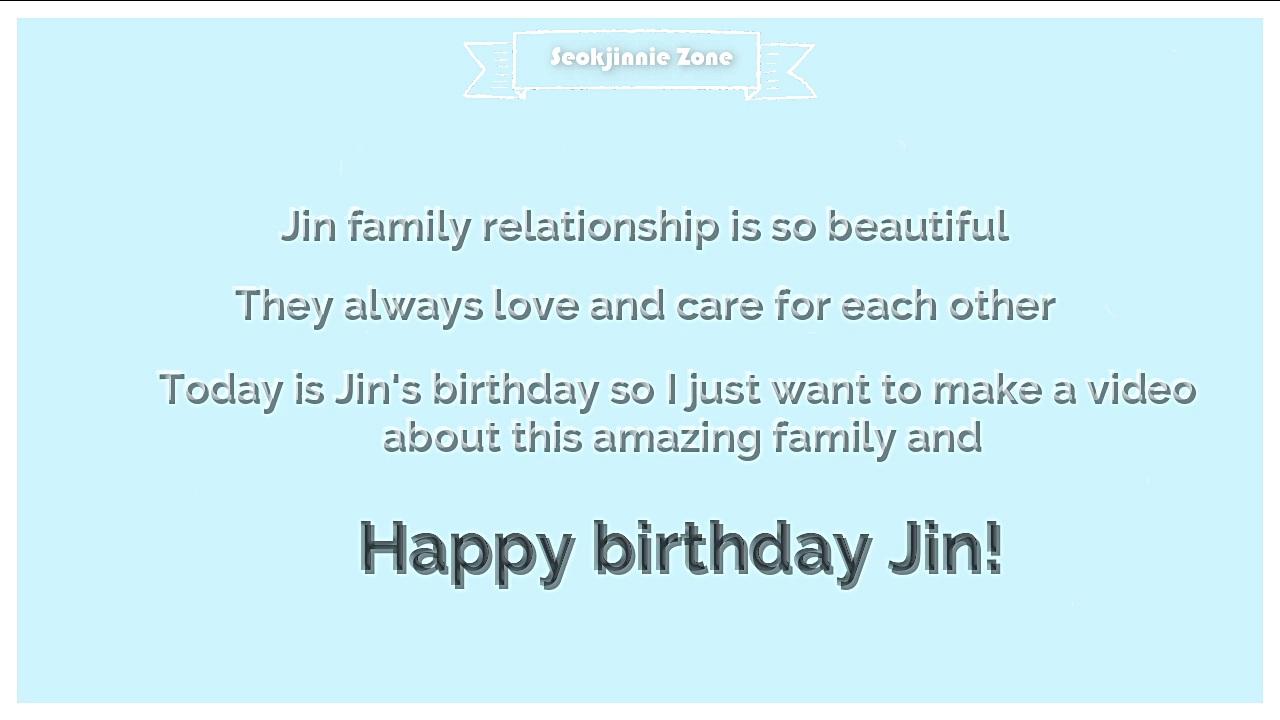 Seokjinnie Zone
Jin family relationship is so beautiful
They always love and care for each other
Today is Jin's birthday so I just want to make a video
about this amazing family and
Happy birthday Jin!